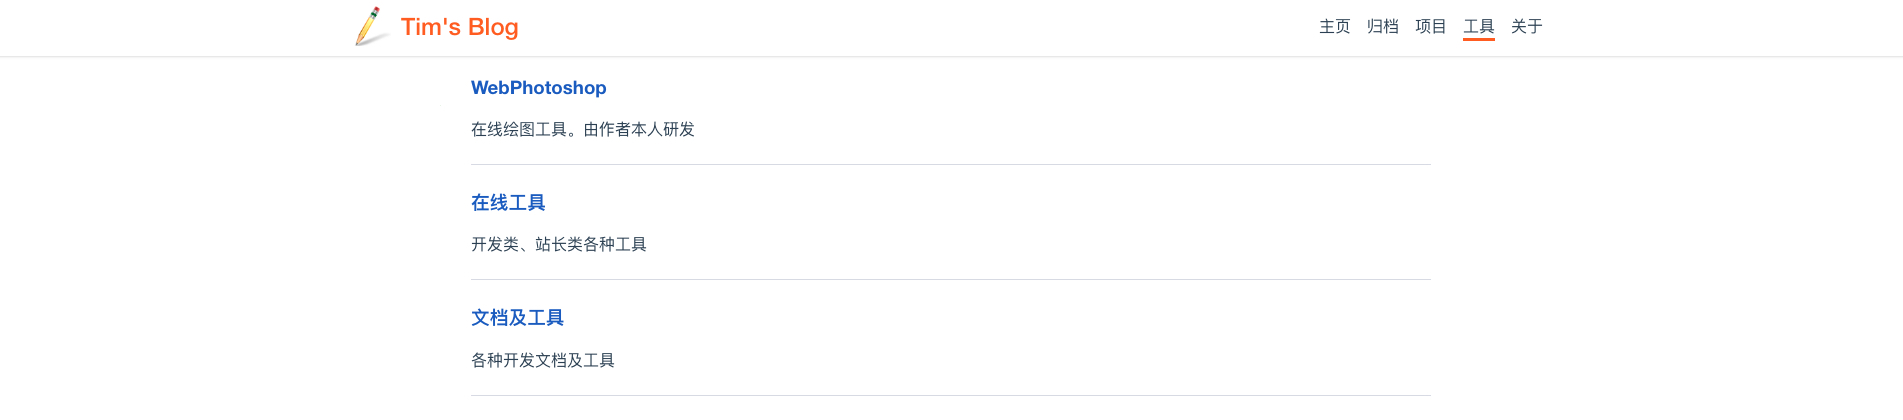 Tim's Blog
主页 归档 项目 工具 关于
WebPhotoshop
在线绘图工具。由作者本人研发
在线工具
开发类、站长类各种工具
文档及工具
各种开发文档及工具